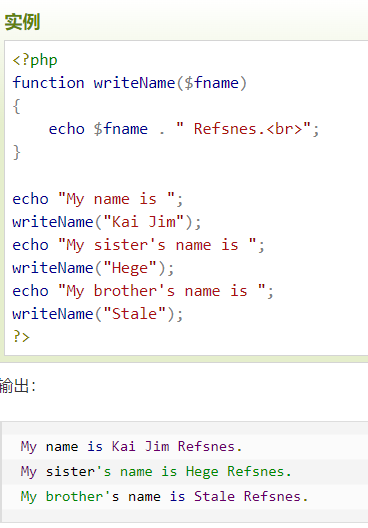 实例
<?php
function writeName($fname)
{
    echo $fname . " Refsnes.<br>";
}

echo "My name is ";
writeName("Kai Jim");
echo "My sister's name is ";
writeName("Hege");
echo "My brother's name is ";
writeName("Stale");
?>
输出：
My name is Kai Jim Refsnes.
My sister's name is Hege Refsnes.
My brother's name is Stale Refsnes.